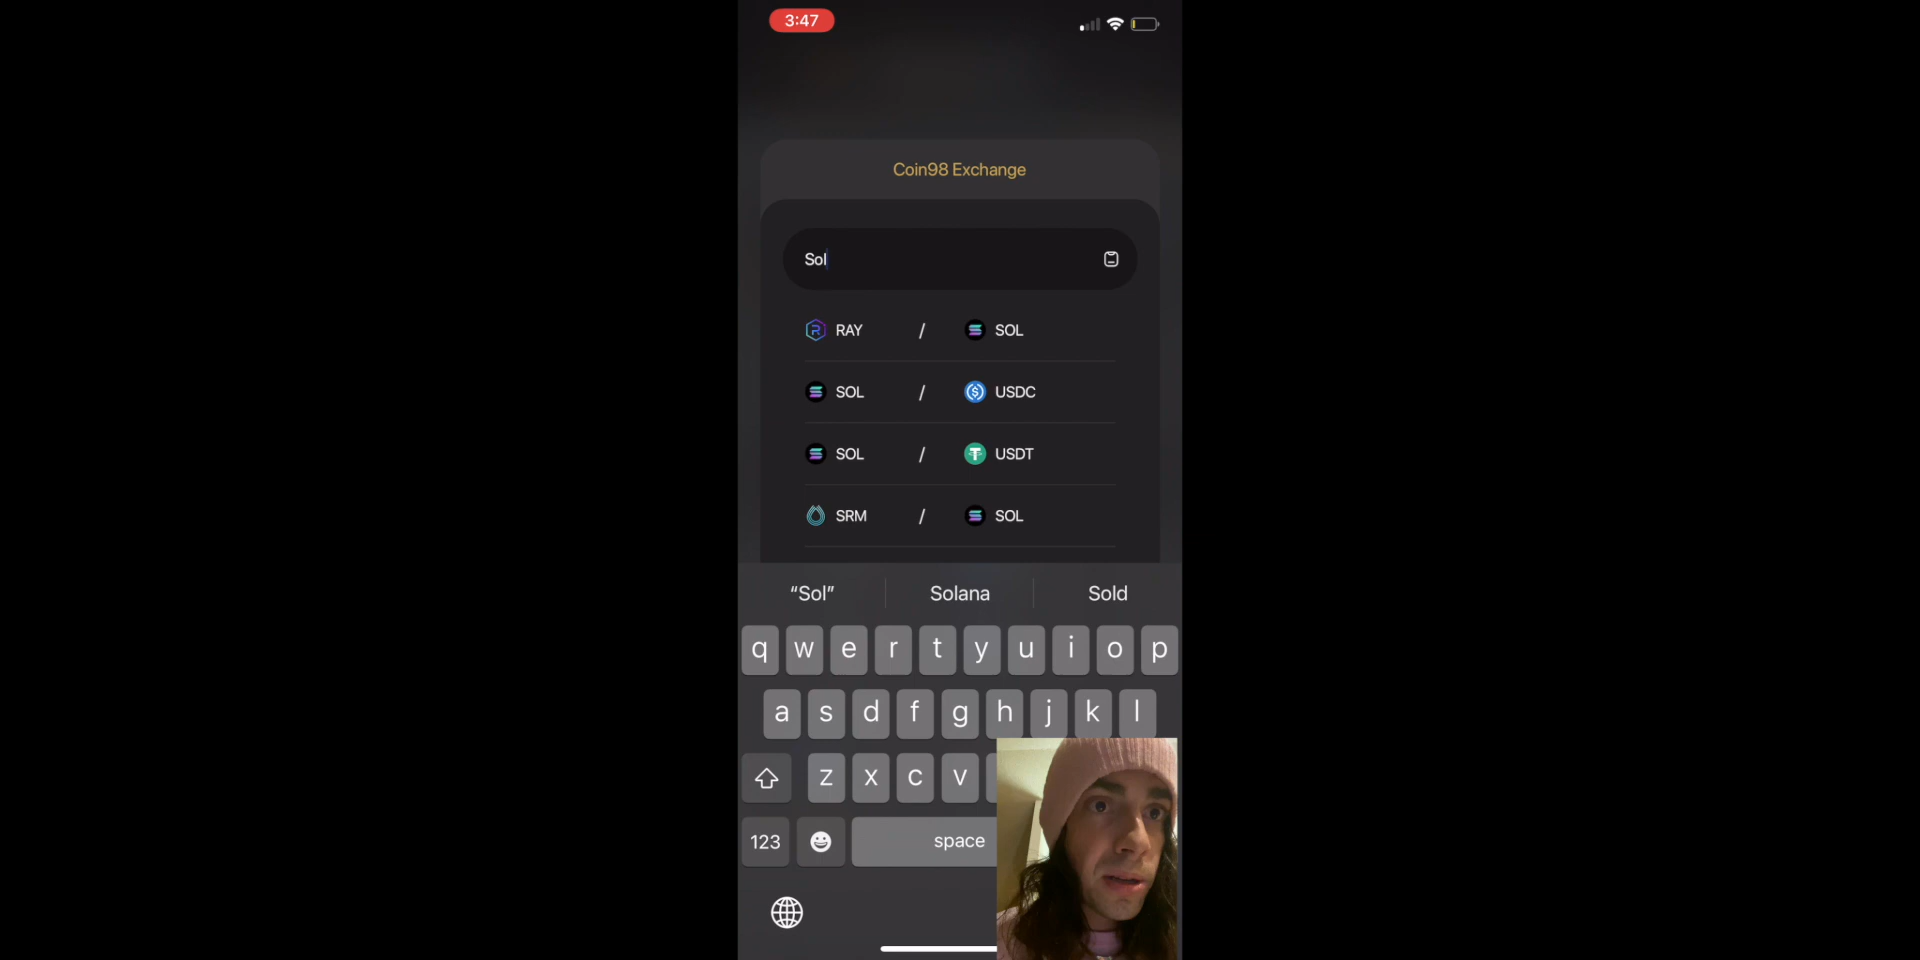 3:47
Coin98 Exchange
Sol
RAY / SOL
SOL / USDC
SOL / USDT
SRM / SOL
“Sol” Solana Sold
q w e r t y u i o p
a s d f g h j k l
z x c v
123 space